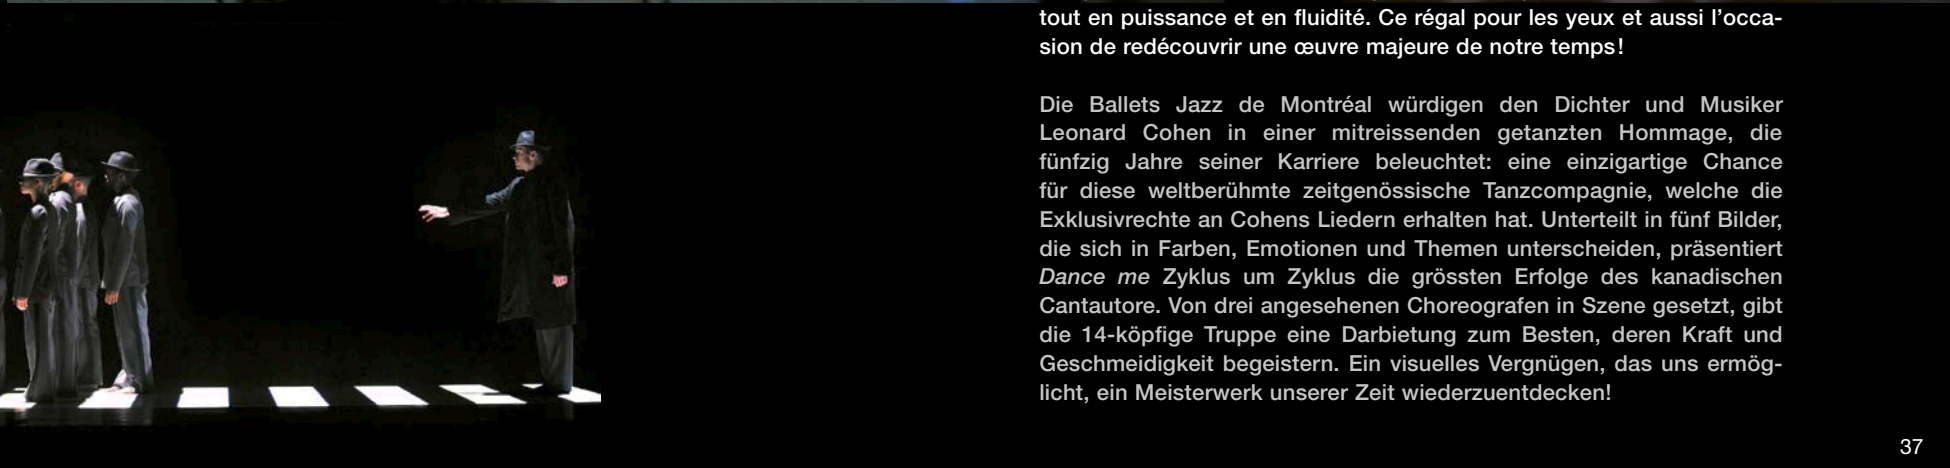 tout en puissance et en fluidité. Ce régal pour les yeux et aussi l'occa-
sion de redécouvrir une œuvre majeure de notre temps !
Die Ballets Jazz de Montréal würdigen den Dichter und Musiker
Leonard Cohen in einer mitreissenden getanzten Hommage, die
fünfzig Jahre seiner Karriere beleuchtet: eine einzigartige Chance
für diese weltberühmte zeitgenössische Tanzcompagnie, welche die
Exklusivrechte an Cohens Liedern erhalten hat. Unterteilt in fünf Bilder,
die sich in Farben, Emotionen und Themen unterscheiden, präsentiert
Dance me Zyklus um Zyklus die grössten Erfolge des kanadischen
Cantautore. Von drei angesehenen Choreografen in Szene gesetzt, gibt
die 14-köpfige Truppe eine Darbietung zum Besten, deren Kraft und
Geschmeidigkeit begeistern. Ein visuelles Vergnügen, das uns ermög-
licht, ein Meisterwerk unserer Zeit wiederzuentdecken!
37